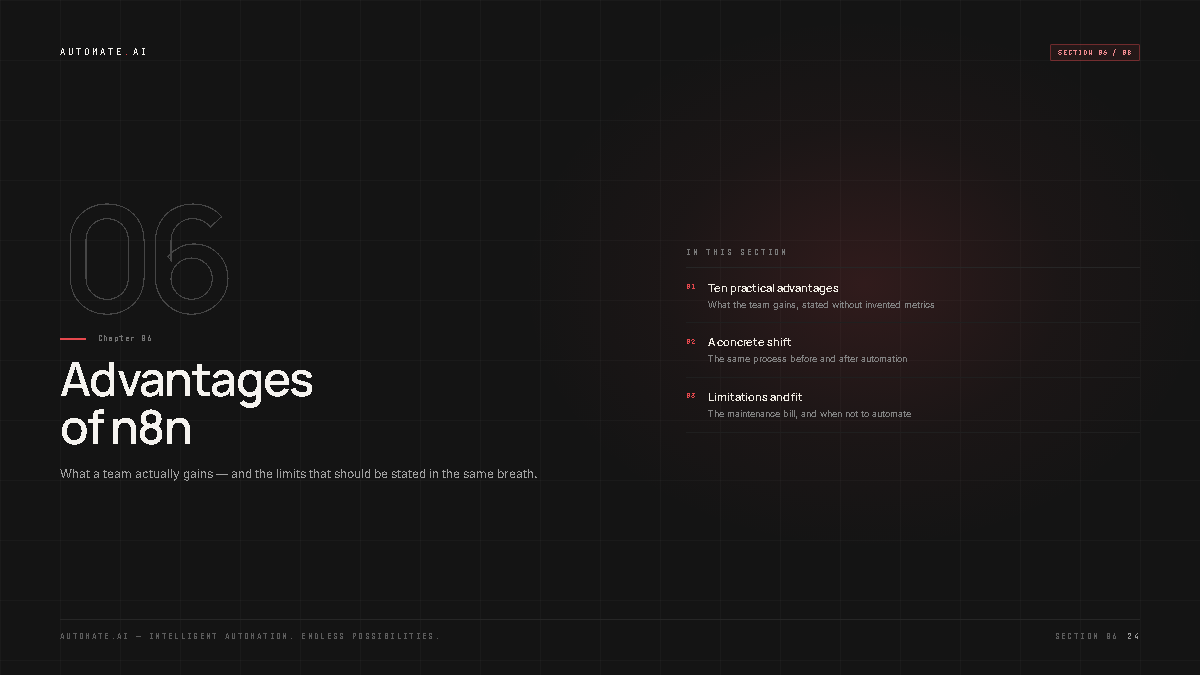 AUTOMATE.AI
SECTION 06 / 08
06
Chapter 06
Advantages
of n8n
What a team actually gains — and the limits that should be stated in the same breath.
IN THIS SECTION
01 Ten practical advantages
What the team gains, stated without invented metrics
02 A concrete shift
The same process before and after automation
03 Limitations and fit
The maintenance bill, and when not to automate
AUTOMATE.AI — INTELLIGENT AUTOMATION. ENDLESS POSSIBILITIES.
SECTION 06 24